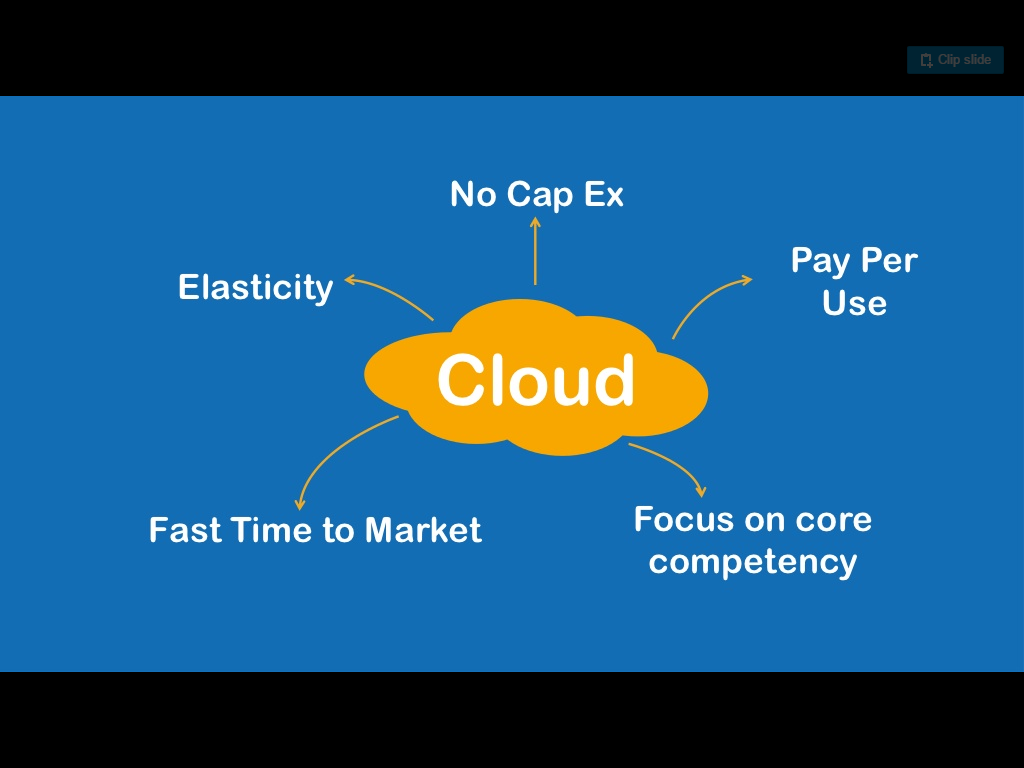 Clip slide
No Cap Ex
Pay Per
Use
Elasticity
Cloud
Fast Time to Market
Focus on core
competency